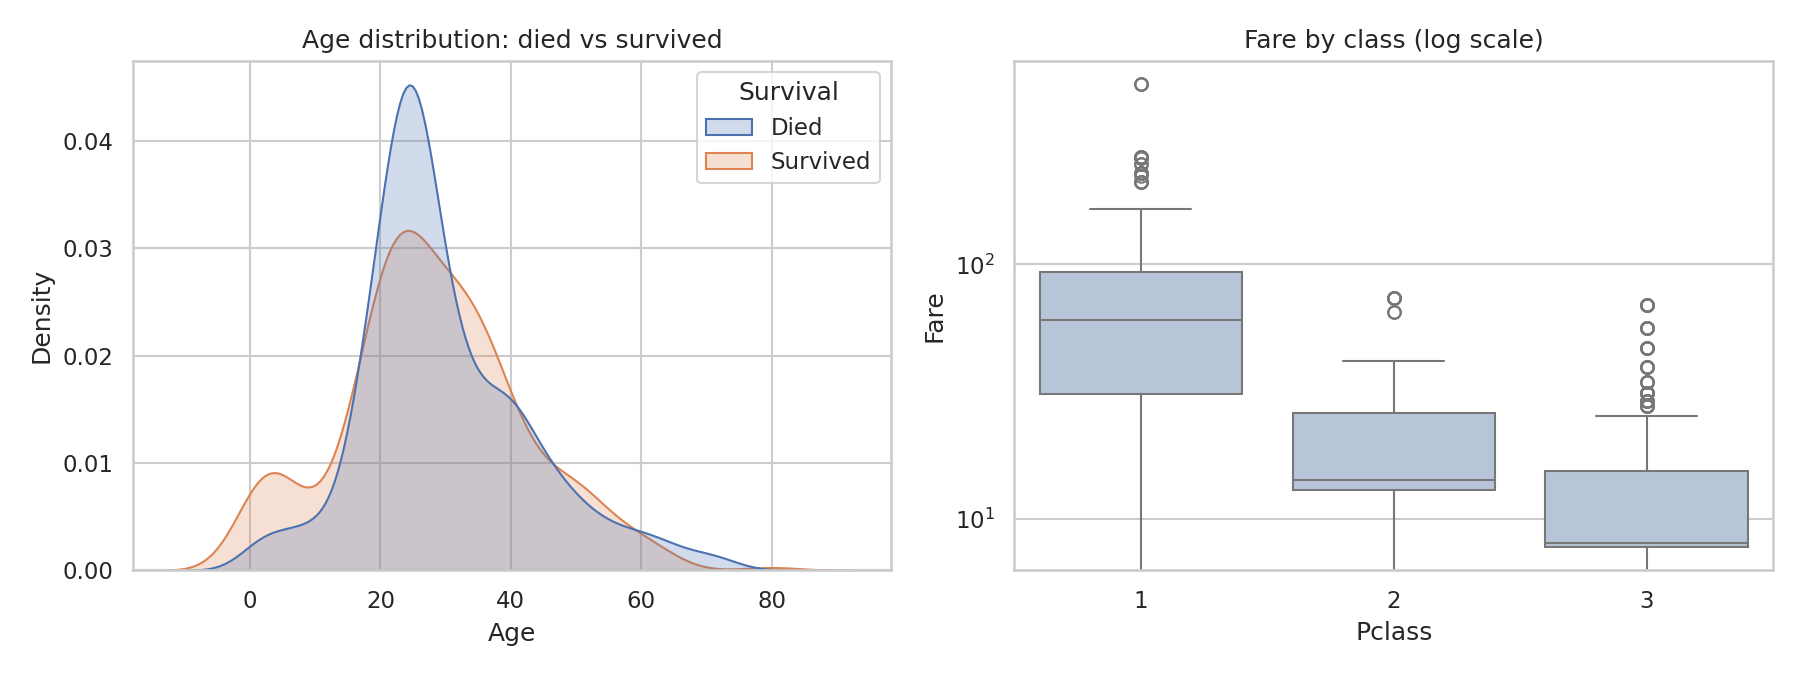 Age distribution: died vs survived
Survival
Died
Survived
0.04
0.03
0.02
0.01
0.00
Density
0 20 40 60 80
Age
Fare by class (log scale)
10²
10¹
Fare
1 2 3
Pclass